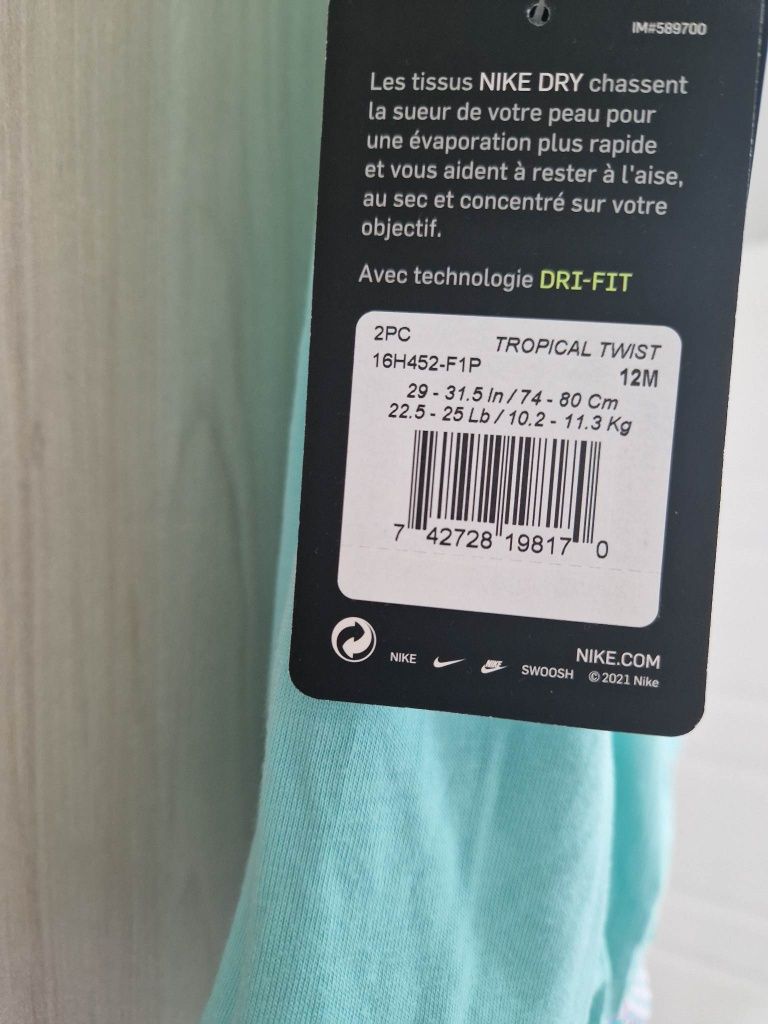 IM#589700
Les tissus NIKE DRY chassent
la sueur de votre peau pour
une évaporation plus rapide
et vous aident à rester à l'aise,
au sec et concentré sur votre
objectif.
Avec technologie DRI-FIT
2PC TROPICAL TWIST
16H452-F1P 12M
29 - 31.5 In / 74 - 80 Cm
22.5 - 25 Lb / 10.2 - 11.3 Kg
7 42728 19817 0
NIKE NIKE SWOOSH NIKE.COM
©2021 Nike